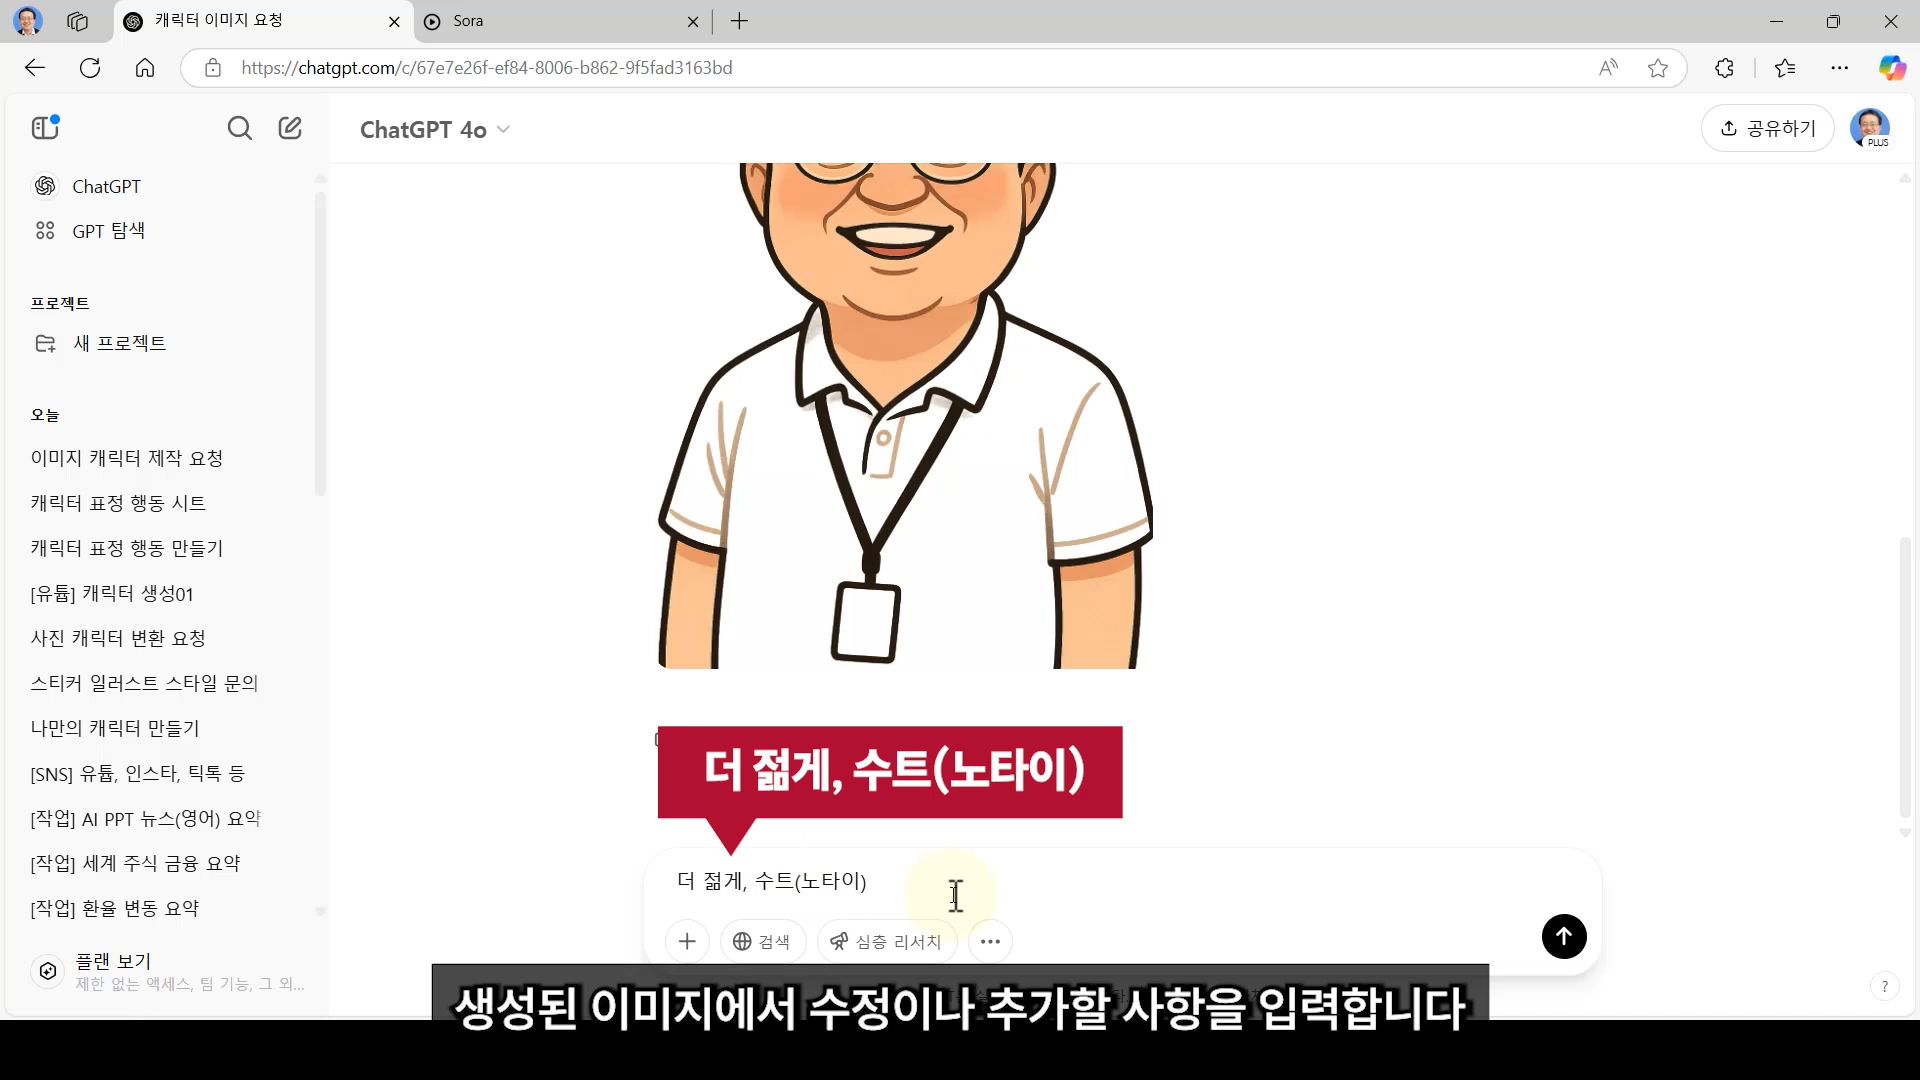 캐릭터 이미지 요청
Sora
https://chatgpt.com/c/67e7e26f-ef84-8006-b862-9f5fad3163bd
ChatGPT 4o
공유하기
PLUS
ChatGPT
GPT 탐색
프로젝트
새 프로젝트
오늘
이미지 캐릭터 제작 요청
캐릭터 표정 행동 시트
캐릭터 표정 행동 만들기
[유튭] 캐릭터 생성01
사진 캐릭터 변환 요청
스티커 일러스트 스타일 문의
나만의 캐릭터 만들기
[SNS] 유튭, 인스타, 틱톡 등
[작업] AI PPT 뉴스(영어) 요약
[작업] 세계 주식 금융 요약
[작업] 환율 변동 요약
플랜 보기
제한 없는 액세스, 팀 기능, 그 외...
더 젊게, 수트(노타이)
더 젊게, 수트(노타이)
검색
심층 리서치
?
생성된 이미지에서 수정이나 추가할 사항을 입력합니다